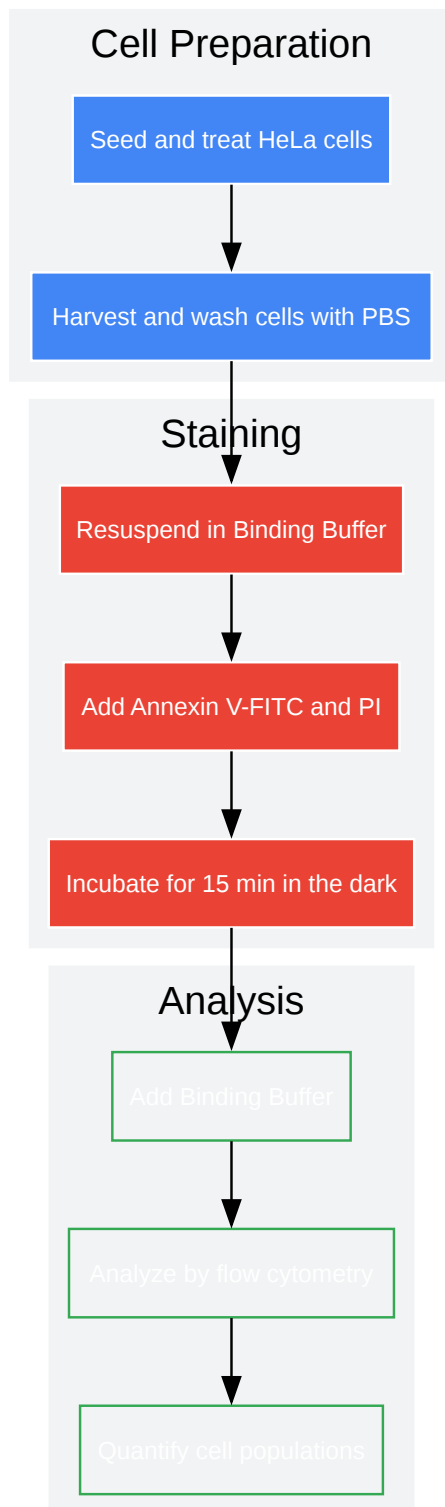 Cell Preparation
Seed and treat HeLa cells
Harvest and wash cells with PBS
Staining
Resuspend in Binding Buffer
Add Annexin V-FITC and PI
Incubate for 15 min in the dark
Analysis
Add Binding Buffer
Analyze by flow cytometry
Quantify cell populations